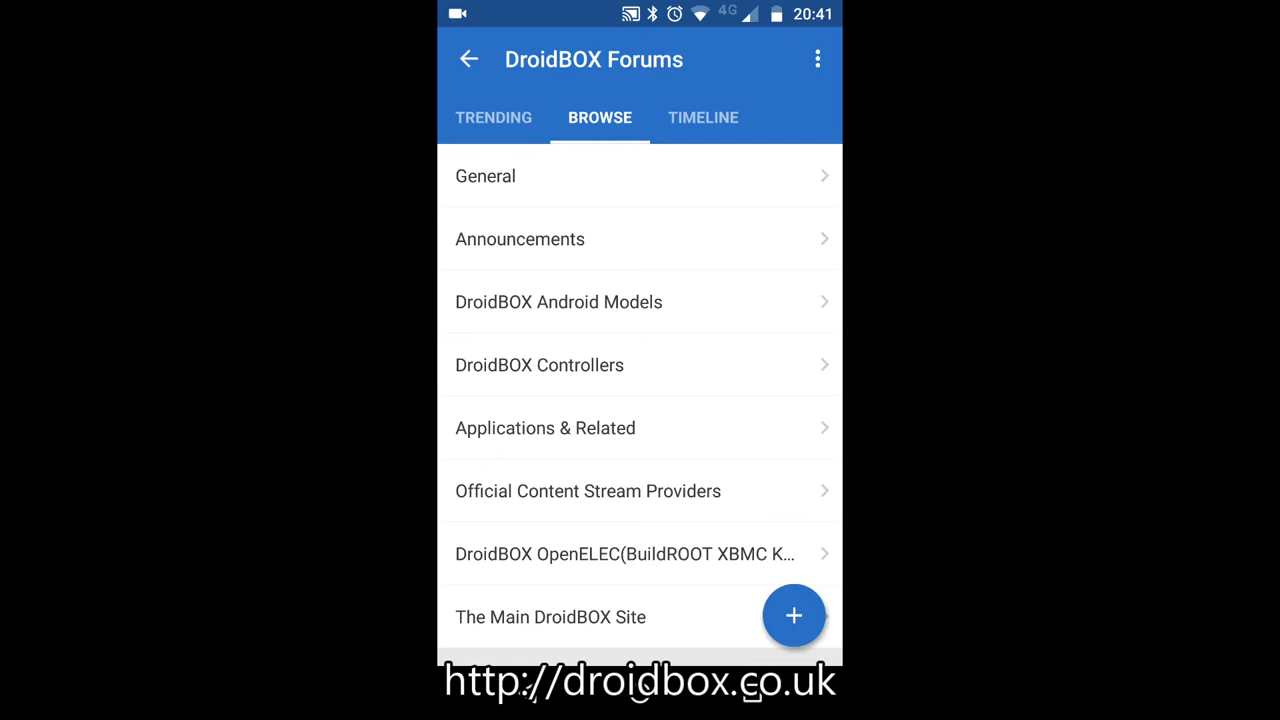 4G 20:41
DroidBOX Forums
TRENDING BROWSE TIMELINE
General
Announcements
DroidBOX Android Models
DroidBOX Controllers
Applications & Related
Official Content Stream Providers
DroidBOX OpenELEC(BuildROOT XBMC K...
The Main DroidBOX Site
http://droidbox.co.uk